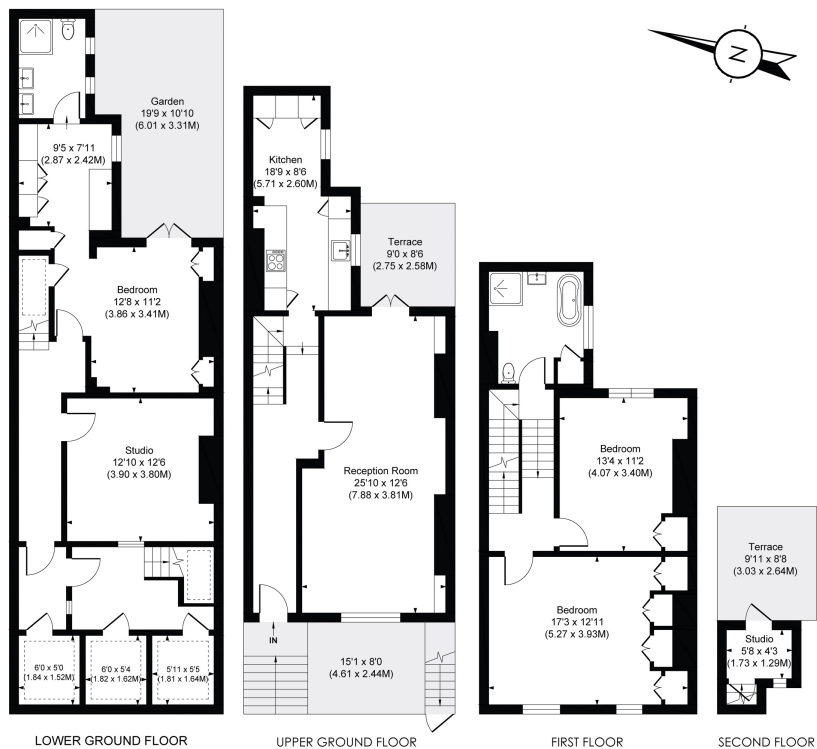 Garden
19'9 x 10'10
(6.01 x 3.31M)
9'5 x 7'11
(2.87 x 2.42M)
Bedroom
12'8 x 11'2
(3.86 x 3.41M)
Studio
12'10 x 12'6
(3.90 x 3.80M)
6'0 x 5'0
(1.84 x 1.52M)
6'0 x 5'4
(1.82 x 1.62M)
5'11 x 5'5
(1.81 x 1.64M)
LOWER GROUND FLOOR
Kitchen
18'9 x 8'6
(5.71 x 2.60M)
Terrace
9'0 x 8'6
(2.75 x 2.58M)
Reception Room
25'10 x 12'6
(7.88 x 3.81M)
IN
15'1 x 8'0
(4.61 x 2.44M)
UPPER GROUND FLOOR
N
Bedroom
13'4 x 11'2
(4.07 x 3.40M)
Bedroom
17'3 x 12'11
(5.27 x 3.93M)
FIRST FLOOR
Terrace
9'11 x 8'8
(3.03 x 2.64M)
Studio
5'8 x 4'3
(1.73 x 1.29M)
SECOND FLOOR